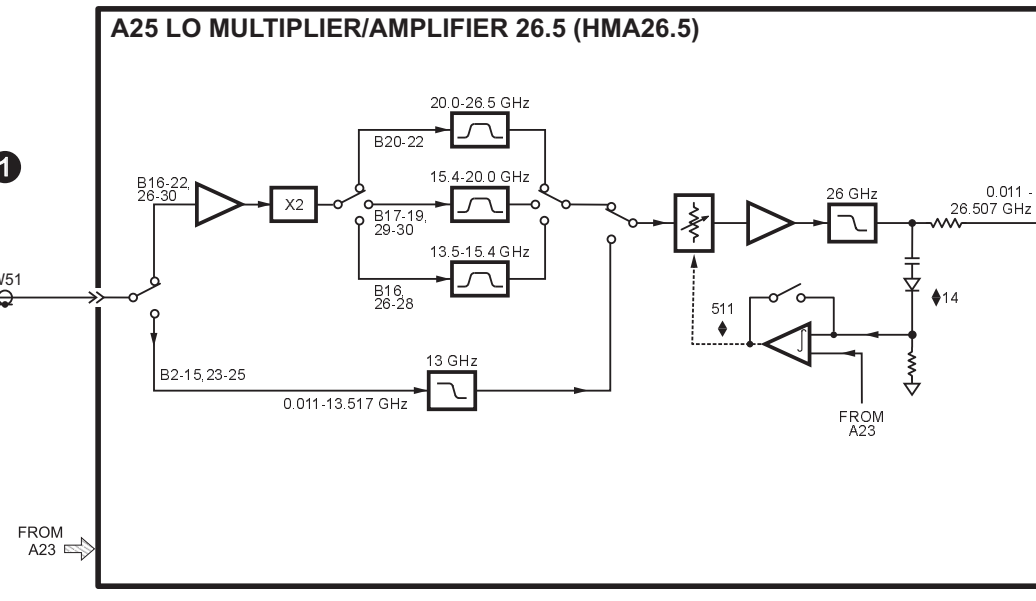 A25 LO MULTIPLIER/AMPLIFIER 26.5 (HMA26.5)
20.0-26.5 GHz
B20-22
1
B16-22,
26-30
15.4-20.0 GHz
X2
B17-19,
29-30
26 GHz
0.011 -
26.507 GHz
13.5-15.4 GHz
B16,
26-28
W51
511
14
13 GHz
B2-15,23-25
0.011-13.517 GHz
FROM
A23
FROM
A23